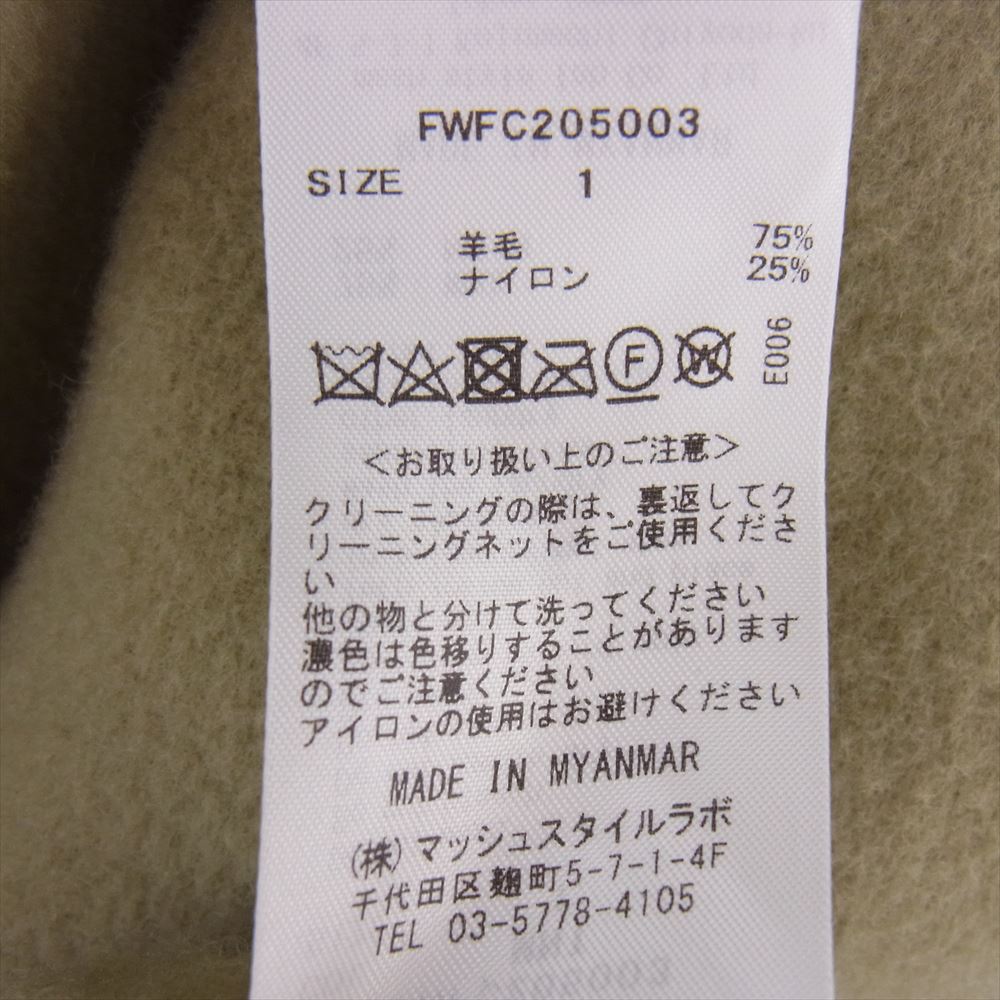 FWFC205003
SIZE 1
羊毛 75%
ナイロン 25%
F
W
E006
＜お取り扱い上のご注意＞
クリーニングの際は、裏返してク
リーニングネットをご使用くださ
い
他の物と分けて洗ってください
濃色は色移りすることがあります
のでご注意ください
アイロンの使用はお避けください
MADE IN MYANMAR
(株)マッシュスタイルラボ
千代田区麹町5-7-1-4F
TEL 03-5778-4105